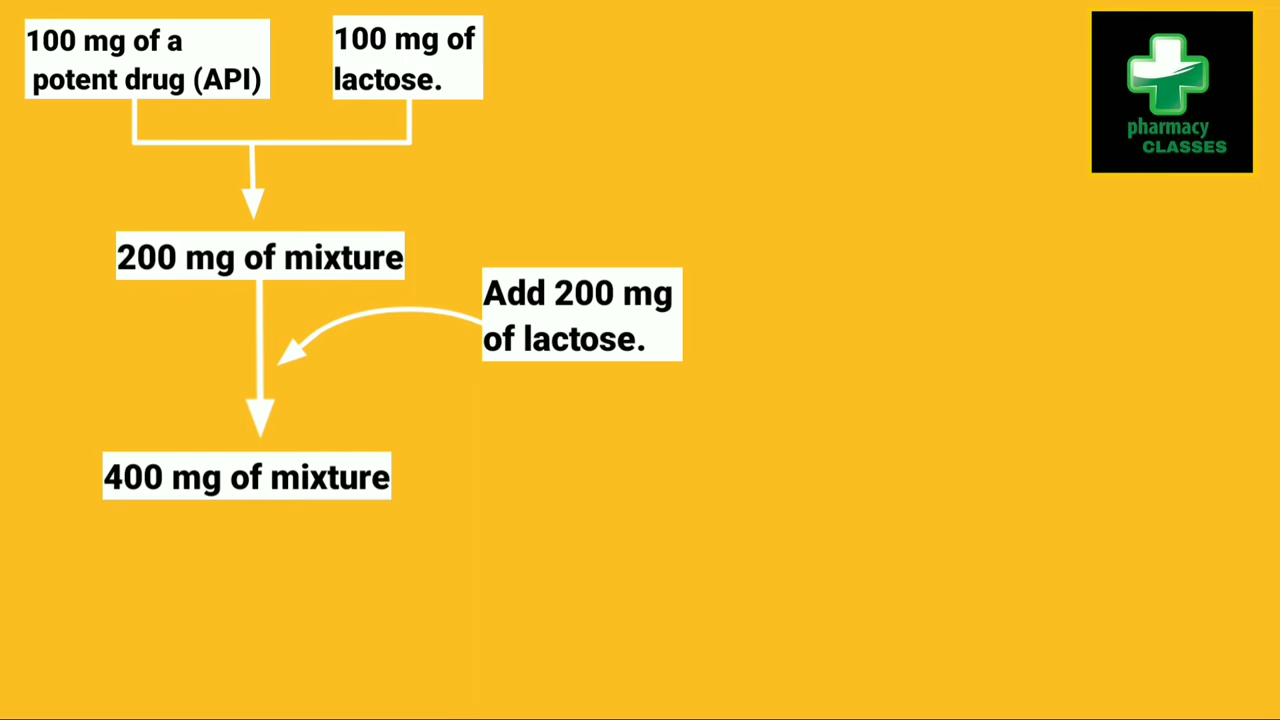 100 mg of a
potent drug (API)
100 mg of
lactose.
pharmacy
CLASSES
200 mg of mixture
Add 200 mg
of lactose.
400 mg of mixture